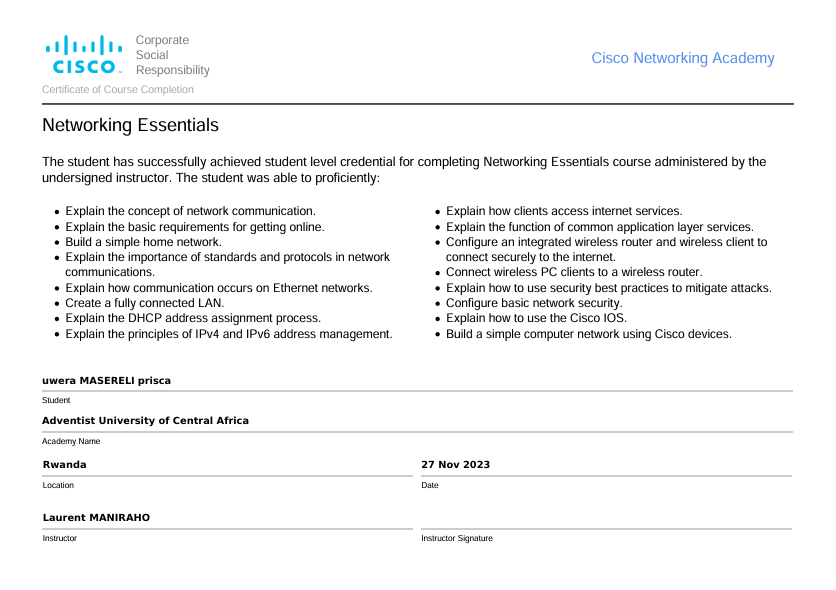 CISCO
Corporate
Social
Responsibility
Cisco Networking Academy
Certificate of Course Completion
Networking Essentials
The student has successfully achieved student level credential for completing Networking Essentials course administered by the
undersigned instructor. The student was able to proficiently:
• Explain the concept of network communication.
• Explain the basic requirements for getting online.
• Build a simple home network.
• Explain the importance of standards and protocols in network
communications.
• Explain how communication occurs on Ethernet networks.
• Create a fully connected LAN.
• Explain the DHCP address assignment process.
• Explain the principles of IPv4 and IPv6 address management.
• Explain how clients access internet services.
• Explain the function of common application layer services.
• Configure an integrated wireless router and wireless client to
connect securely to the internet.
• Connect wireless PC clients to a wireless router.
• Explain how to use security best practices to mitigate attacks.
• Configure basic network security.
• Explain how to use the Cisco IOS.
• Build a simple computer network using Cisco devices.
uwera MASERELI prisca
Student
Adventist University of Central Africa
Academy Name
Rwanda
Location
27 Nov 2023
Date
Laurent MANIRAHO
Instructor
Instructor Signature